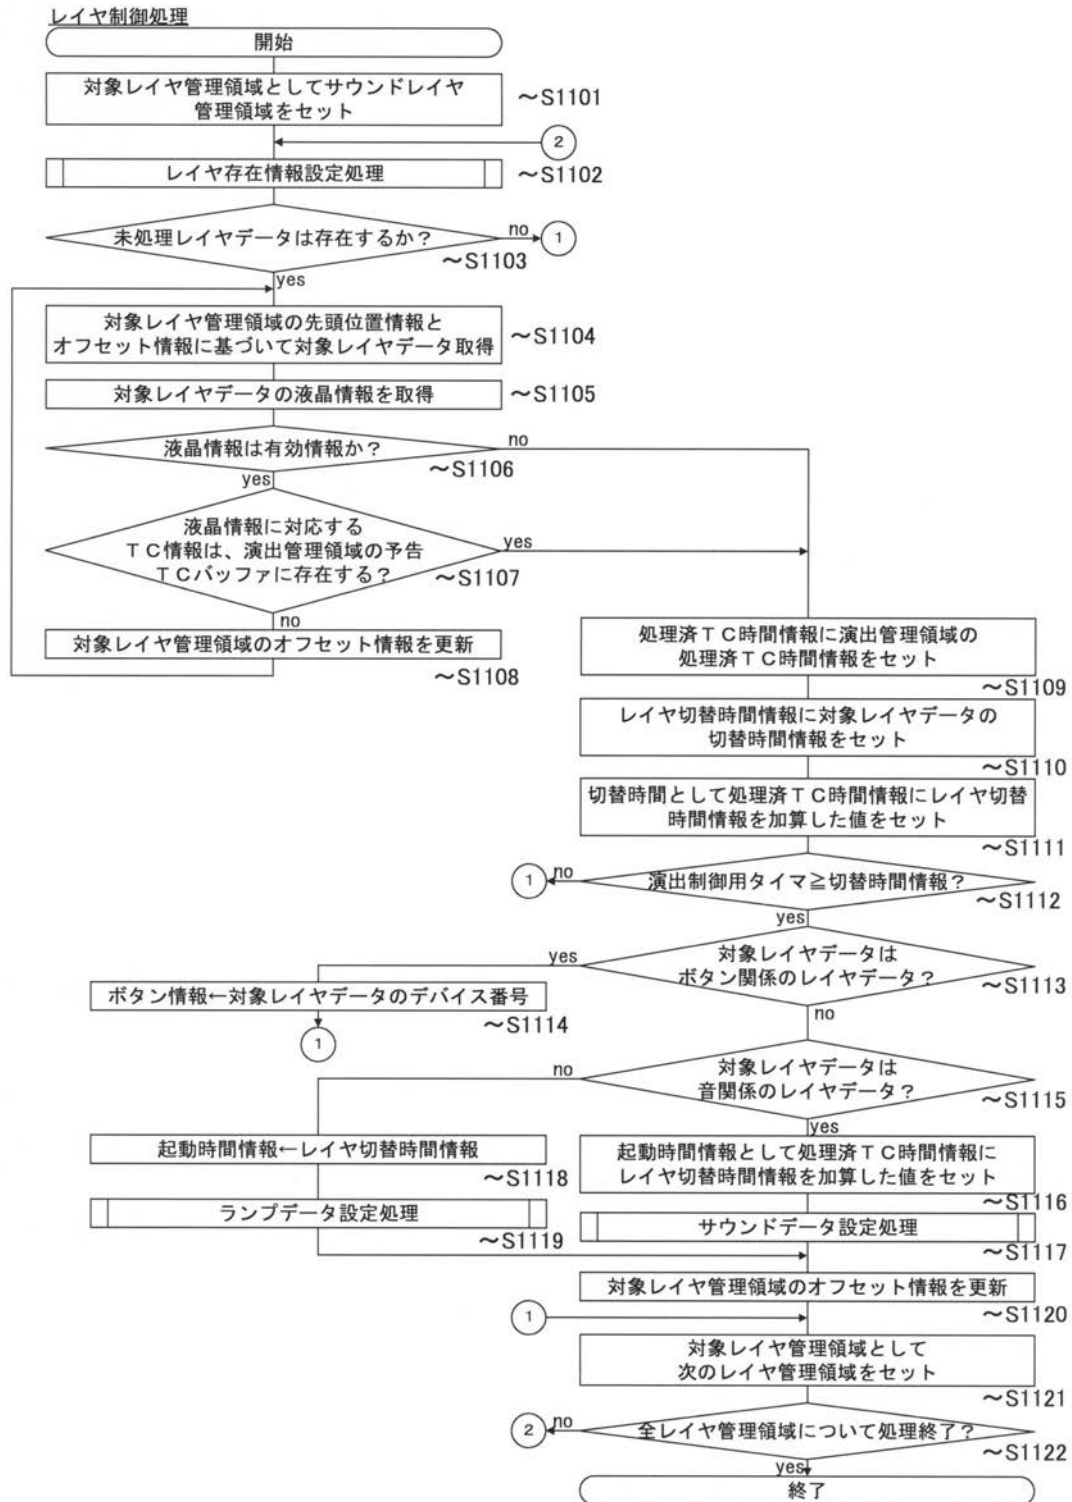 レイヤ制御処理
開始
対象レイヤ管理領域としてサウンドレイヤ
管理領域をセット
～S1101
2
レイヤ存在情報設定処理
～S1102
未処理レイヤデータは存在するか？
no
1
～S1103
yes
対象レイヤ管理領域の先頭位置情報と
オフセット情報に基づいて対象レイヤデータ取得
～S1104
対象レイヤデータの液晶情報を取得
～S1105
液晶情報は有効情報か？
no
～S1106
yes
液晶情報に対応する
ＴＣ情報は、演出管理領域の予告
ＴＣバッファに存在する？
yes
～S1107
no
対象レイヤ管理領域のオフセット情報を更新
～S1108
処理済ＴＣ時間情報に演出管理領域の
処理済ＴＣ時間情報をセット
～S1109
レイヤ切替時間情報に対象レイヤデータの
切替時間情報をセット
～S1110
切替時間として処理済ＴＣ時間情報にレイヤ切替
時間情報を加算した値をセット
～S1111
1
no
演出制御用タイマ≧切替時間情報？
～S1112
yes
対象レイヤデータは
ボタン関係のレイヤデータ？
yes
～S1113
ボタン情報←対象レイヤデータのデバイス番号
～S1114
1
no
対象レイヤデータは
音関係のレイヤデータ？
no
～S1115
yes
起動時間情報←レイヤ切替時間情報
～S1118
ランプデータ設定処理
～S1119
起動時間情報として処理済ＴＣ時間情報に
レイヤ切替時間情報を加算した値をセット
～S1116
サウンドデータ設定処理
～S1117
対象レイヤ管理領域のオフセット情報を更新
～S1120
1
対象レイヤ管理領域として
次のレイヤ管理領域をセット
～S1121
2
no
全レイヤ管理領域について処理終了？
～S1122
yes
終了